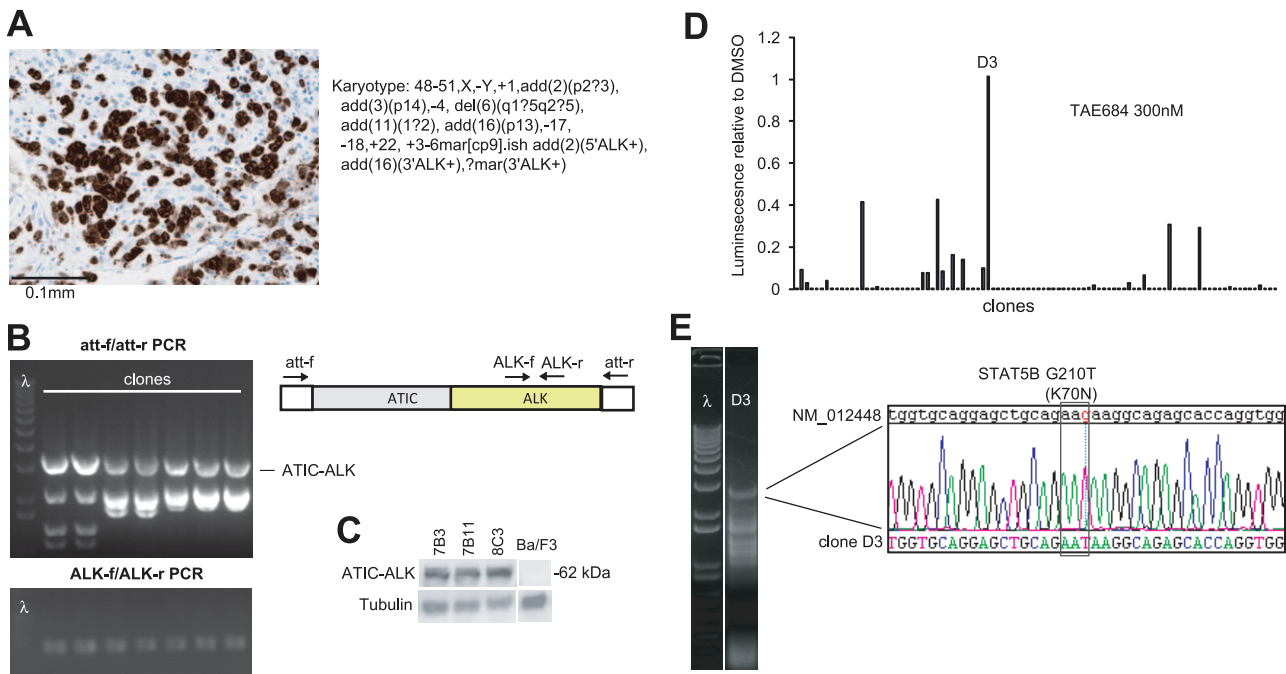 A
Karyotype: 48-51,X,-Y,+1,add(2)(p2?3),
add(3)(p14),-4, del(6)(q1?5q2?5),
add(11)(1?2), add(16)(p13),-17,
-18,+22, +3-6mar[cp9].ish add(2)(5'ALK+),
add(16)(3'ALK+),?mar(3'ALK+)
0.1mm
B
att-f/att-r PCR
λ
clones
ATIC-ALK
ALK-f/ALK-r PCR
λ
att-f
ALK-f
ALK-r
att-r
ATIC
ALK
C
7B3
7B11
8C3
Ba/F3
ATIC-ALK
-62 kDa
Tubulin
D
Luminsecesnce relative to DMSO
1.2
1
0.8
0.6
0.4
0.2
0
D3
TAE684 300nM
clones
E
λ
D3
STAT5B G210T
(K70N)
NM_012448
tggtgcaggagctgcagaagaaggcagagcaccaggtgg
clone D3
TGGTGCAGGAGCTGCAGAATAAGGCAGAGCACCAGGTGG